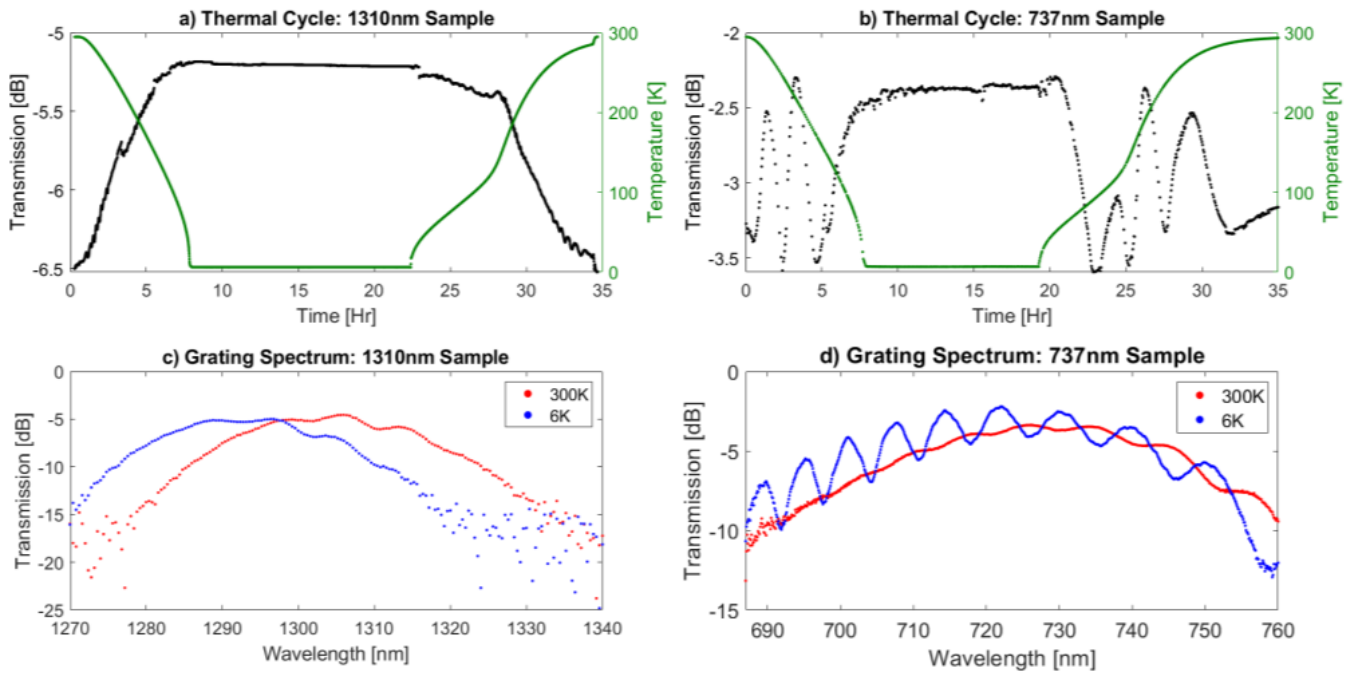 a) Thermal Cycle: 1310nm Sample
-5
-5.5
-6
-6.5
Transmission [dB]
300
200
100
0
Temperature [K]
0 5 10 15 20 25 30 35
Time [Hr]
b) Thermal Cycle: 737nm Sample
-2
-2.5
-3
-3.5
Transmission [dB]
300
200
100
0
Temperature [K]
0 5 10 15 20 25 30 35
Time [Hr]
c) Grating Spectrum: 1310nm Sample
0
-5
-10
-15
-20
-25
Transmission [dB]
300K
6K
1270 1280 1290 1300 1310 1320 1330 1340
Wavelength [nm]
d) Grating Spectrum: 737nm Sample
0
-5
-10
-15
Transmission [dB]
300K
6K
690 700 710 720 730 740 750 760
Wavelength [nm]